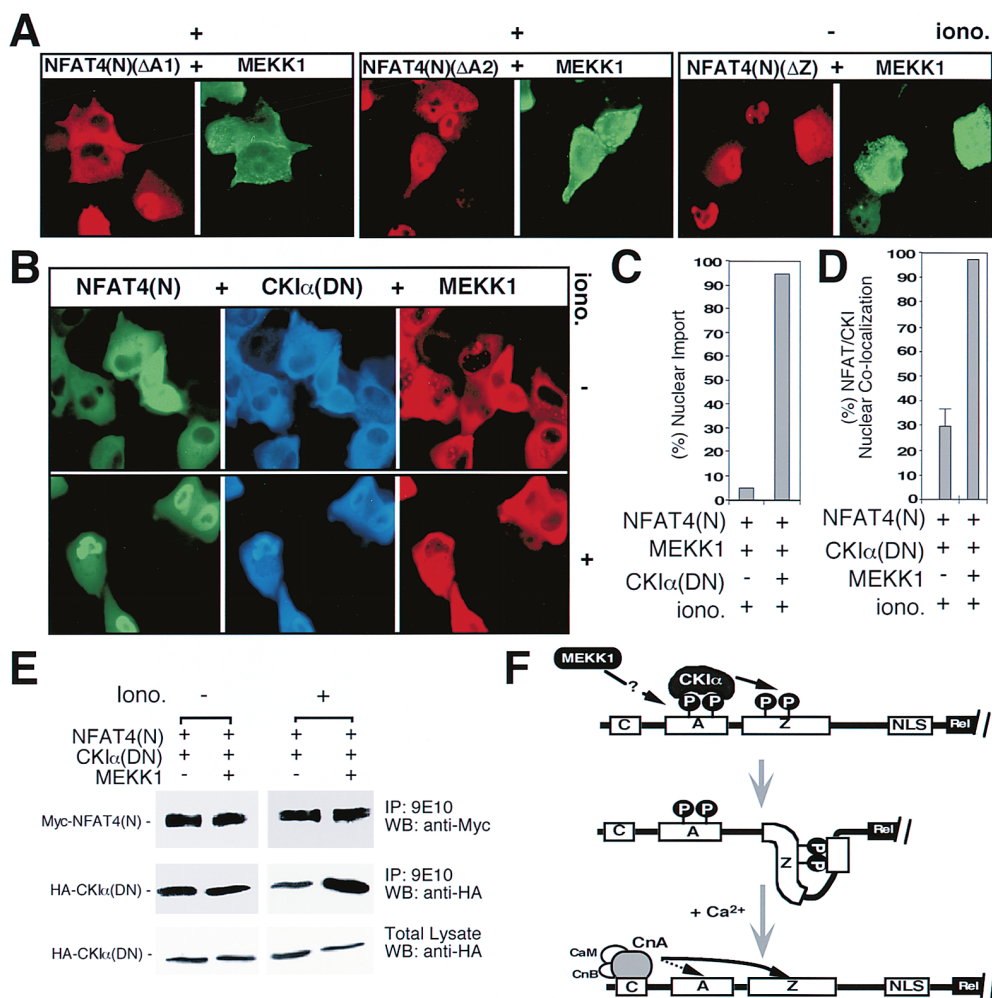 A
+ + - iono.
NFAT4(N)(ΔA1) + MEKK1
NFAT4(N)(ΔA2) + MEKK1
NFAT4(N)(ΔZ) + MEKK1
B
NFAT4(N) + CKIα(DN) + MEKK1
iono.
-
+
C
(%) Nuclear Import
100
90
80
70
60
50
40
30
20
10
0
NFAT4(N) + +
MEKK1 + +
CKIα(DN) - +
iono. + +
D
(%) NFAT/CKI
Nuclear Co-localization
100
90
80
70
60
50
40
30
20
10
0
NFAT4(N) + +
CKIα(DN) + +
MEKK1 - +
iono. + +
E
Iono. - +
NFAT4(N) + + + +
CKIα(DN) + + + +
MEKK1 - + - +
Myc-NFAT4(N) -
IP: 9E10
WB: anti-Myc
HA-CKIα(DN) -
IP: 9E10
WB: anti-HA
HA-CKIα(DN) -
Total Lysate
WB: anti-HA
F
MEKK1
?
CKIα
P P P P
C A Z NLS Rel
P P
C A Z P P Rel
+ Ca²⁺
CaM CnA
CnB
C A Z NLS Rel